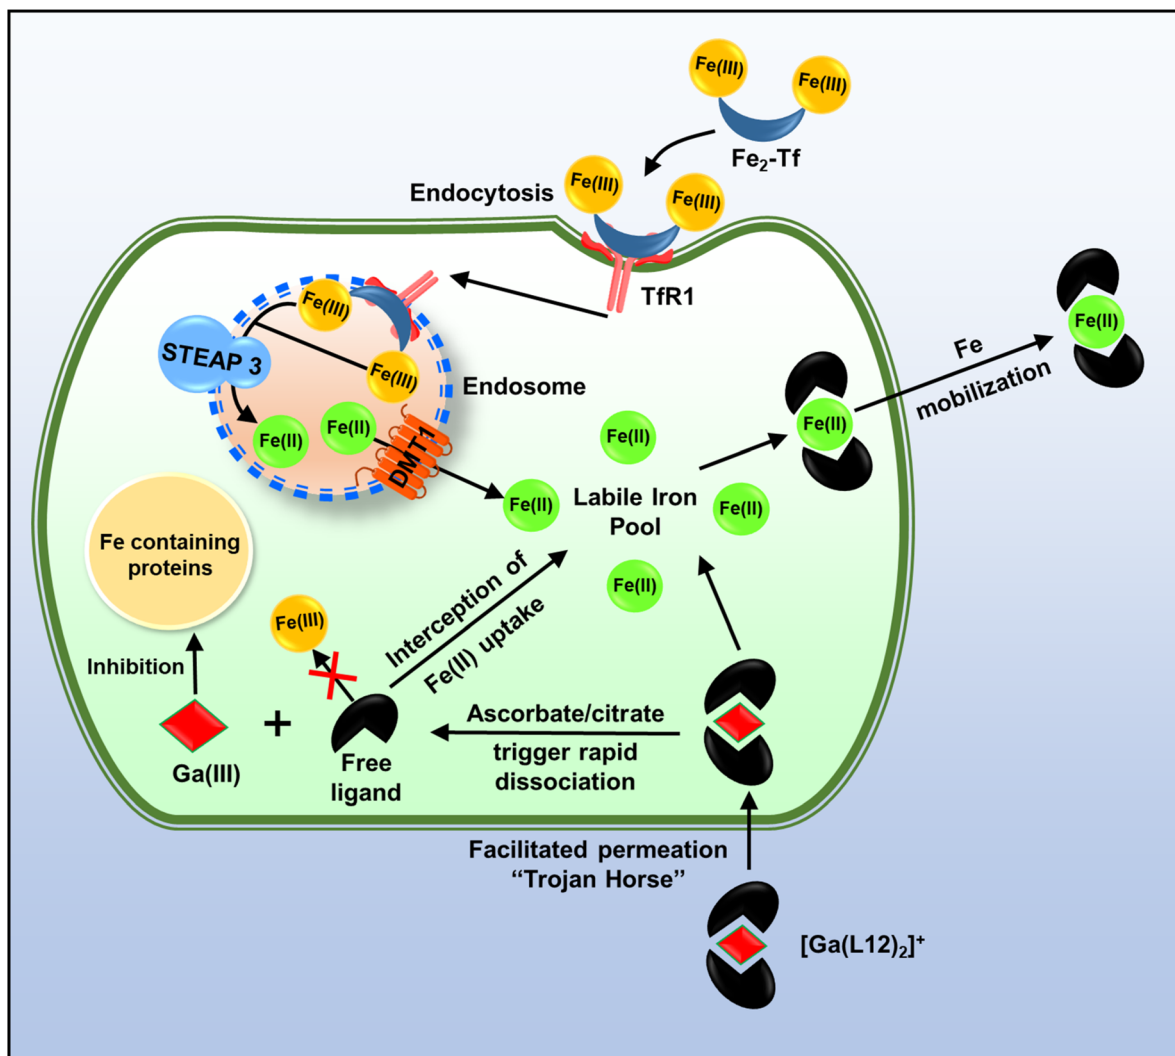 Fe(III)
Fe(III)
Fe₂-Tf
Fe(III)
Fe(III)
Endocytosis
TfR1
Fe(III)
STEAP 3
Fe(III)
Endosome
Fe(II)
Fe(II)
DMT1
Fe(II)
Fe(II)
Labile Iron
Pool
Fe(II)
Fe(II)
Fe(II)
Fe
mobilization
Fe(II)
Fe containing
proteins
Inhibition
Ga(III)
+
Fe(III)
Free
ligand
Interception of
Fe(II) uptake
Ascorbate/citrate
trigger rapid
dissociation
Facilitated permeation
“Trojan Horse”
[Ga(L12)₂]⁺